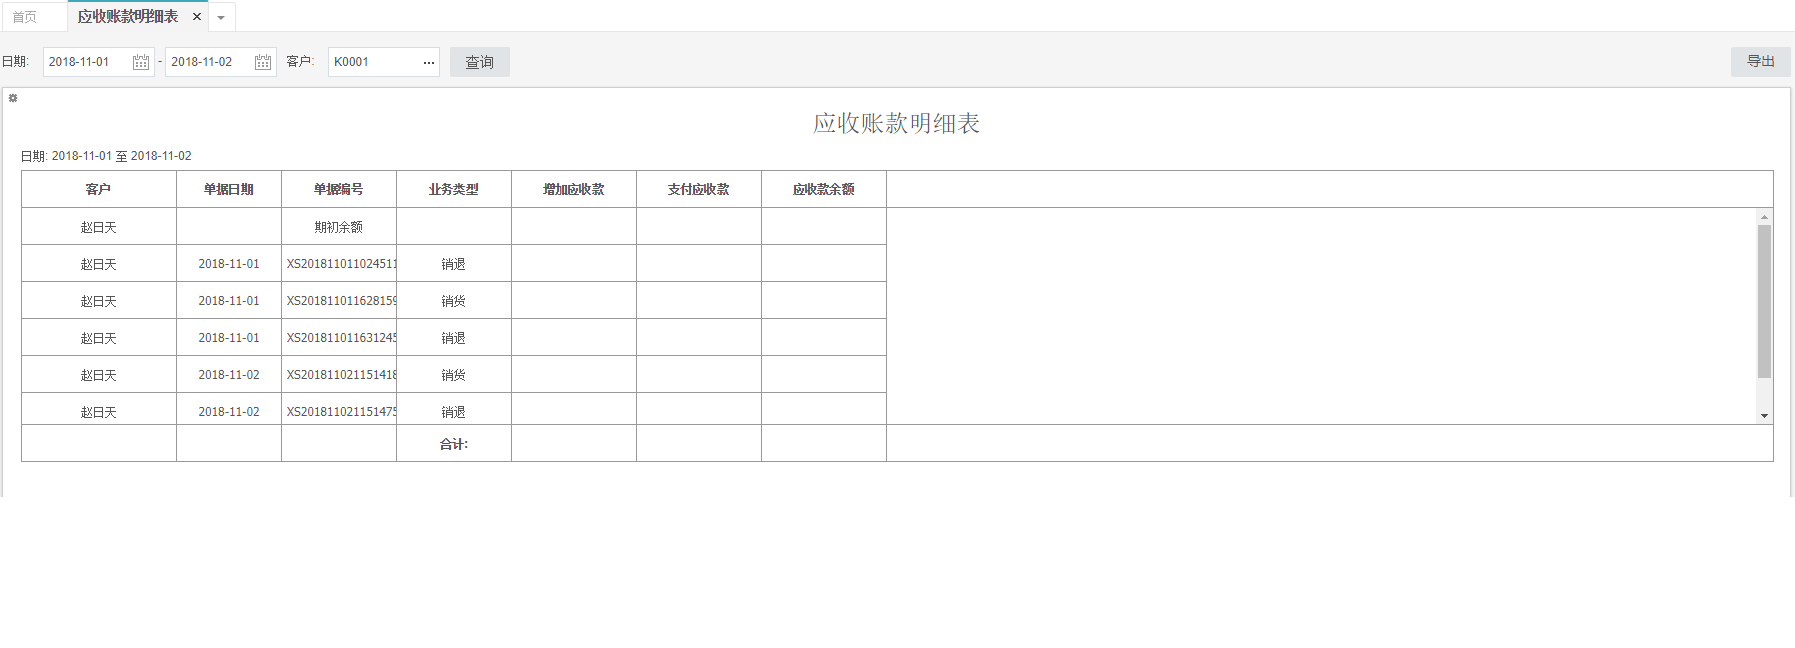 首页 应收账款明细表
日期: 2018-11-01 - 2018-11-02 客户: K0001 ... 查询 导出
应收账款明细表
日期: 2018-11-01 至 2018-11-02
客户 单据日期 单据编号 业务类型 增加应收款 支付应收款 应收款余额
赵日天 期初余额
赵日天 2018-11-01 XS201811011024511 销退
赵日天 2018-11-01 XS201811011628159 销货
赵日天 2018-11-01 XS201811011631245 销退
赵日天 2018-11-02 XS201811021151418 销货
赵日天 2018-11-02 XS201811021151475 销退
合计: